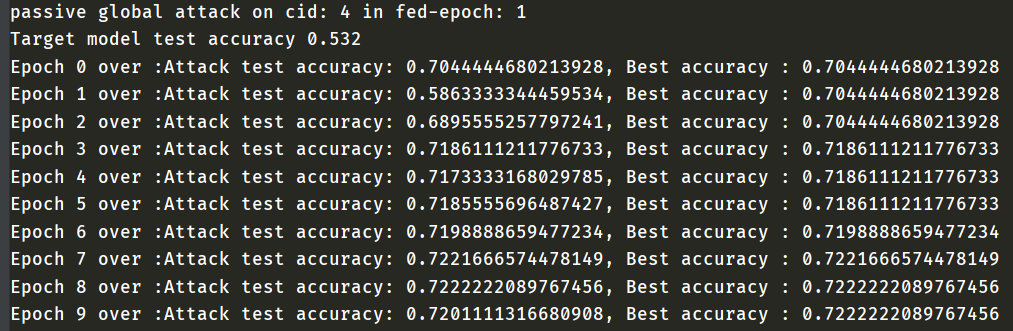 passive global attack on cid: 4 in fed-epoch: 1
Target model test accuracy 0.532
Epoch 0 over :Attack test accuracy: 0.7044444680213928, Best accuracy : 0.7044444680213928
Epoch 1 over :Attack test accuracy: 0.5863333344459534, Best accuracy : 0.7044444680213928
Epoch 2 over :Attack test accuracy: 0.6895555257797241, Best accuracy : 0.7044444680213928
Epoch 3 over :Attack test accuracy: 0.7186111211776733, Best accuracy : 0.7186111211776733
Epoch 4 over :Attack test accuracy: 0.7173333168029785, Best accuracy : 0.7186111211776733
Epoch 5 over :Attack test accuracy: 0.7185555696487427, Best accuracy : 0.7186111211776733
Epoch 6 over :Attack test accuracy: 0.7198888659477234, Best accuracy : 0.7198888659477234
Epoch 7 over :Attack test accuracy: 0.7221666574478149, Best accuracy : 0.7221666574478149
Epoch 8 over :Attack test accuracy: 0.7222222089767456, Best accuracy : 0.7222222089767456
Epoch 9 over :Attack test accuracy: 0.7201111316680908, Best accuracy : 0.7222222089767456